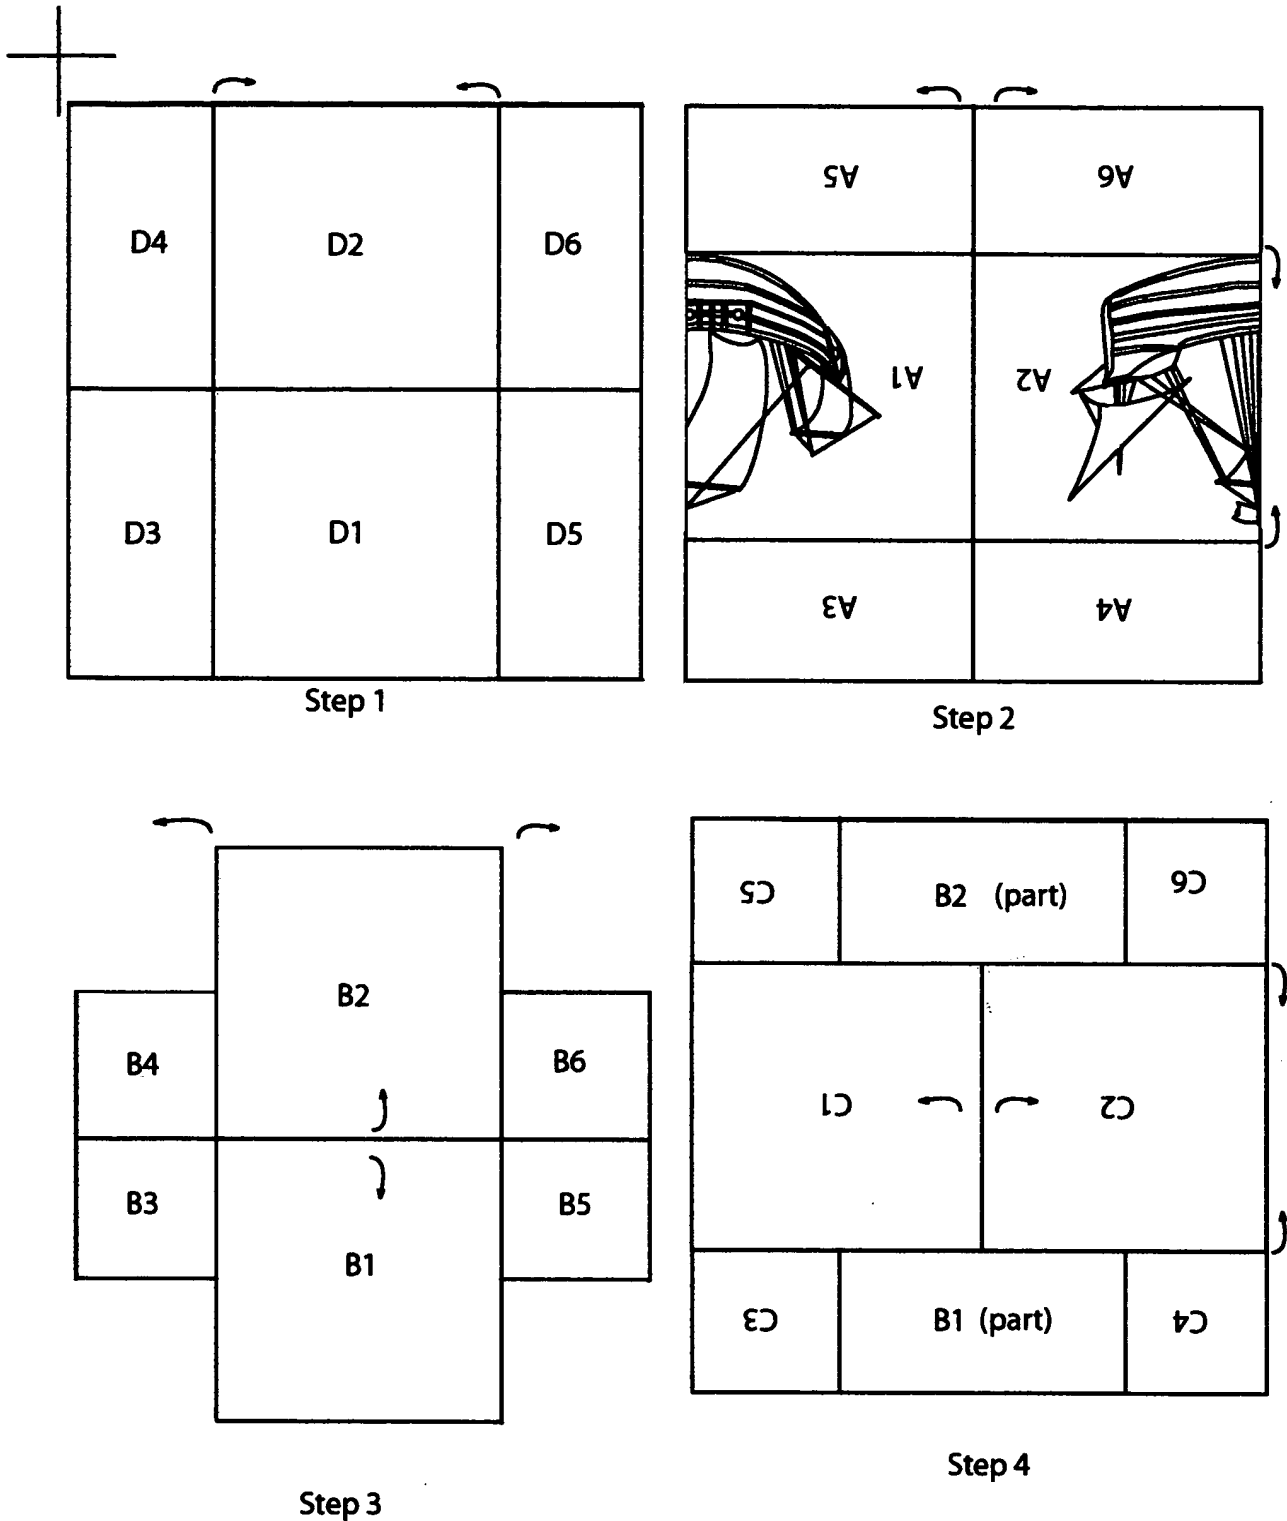 D4 D2 D6
D3 D1 D5
Step 1
A5 A6
A1 A2
A3 A4
Step 2
B2
B4 B6
B3 B5
B1
Step 3
C5 B2 (part) C6
C1 C2
C3 B1 (part) C4
Step 4